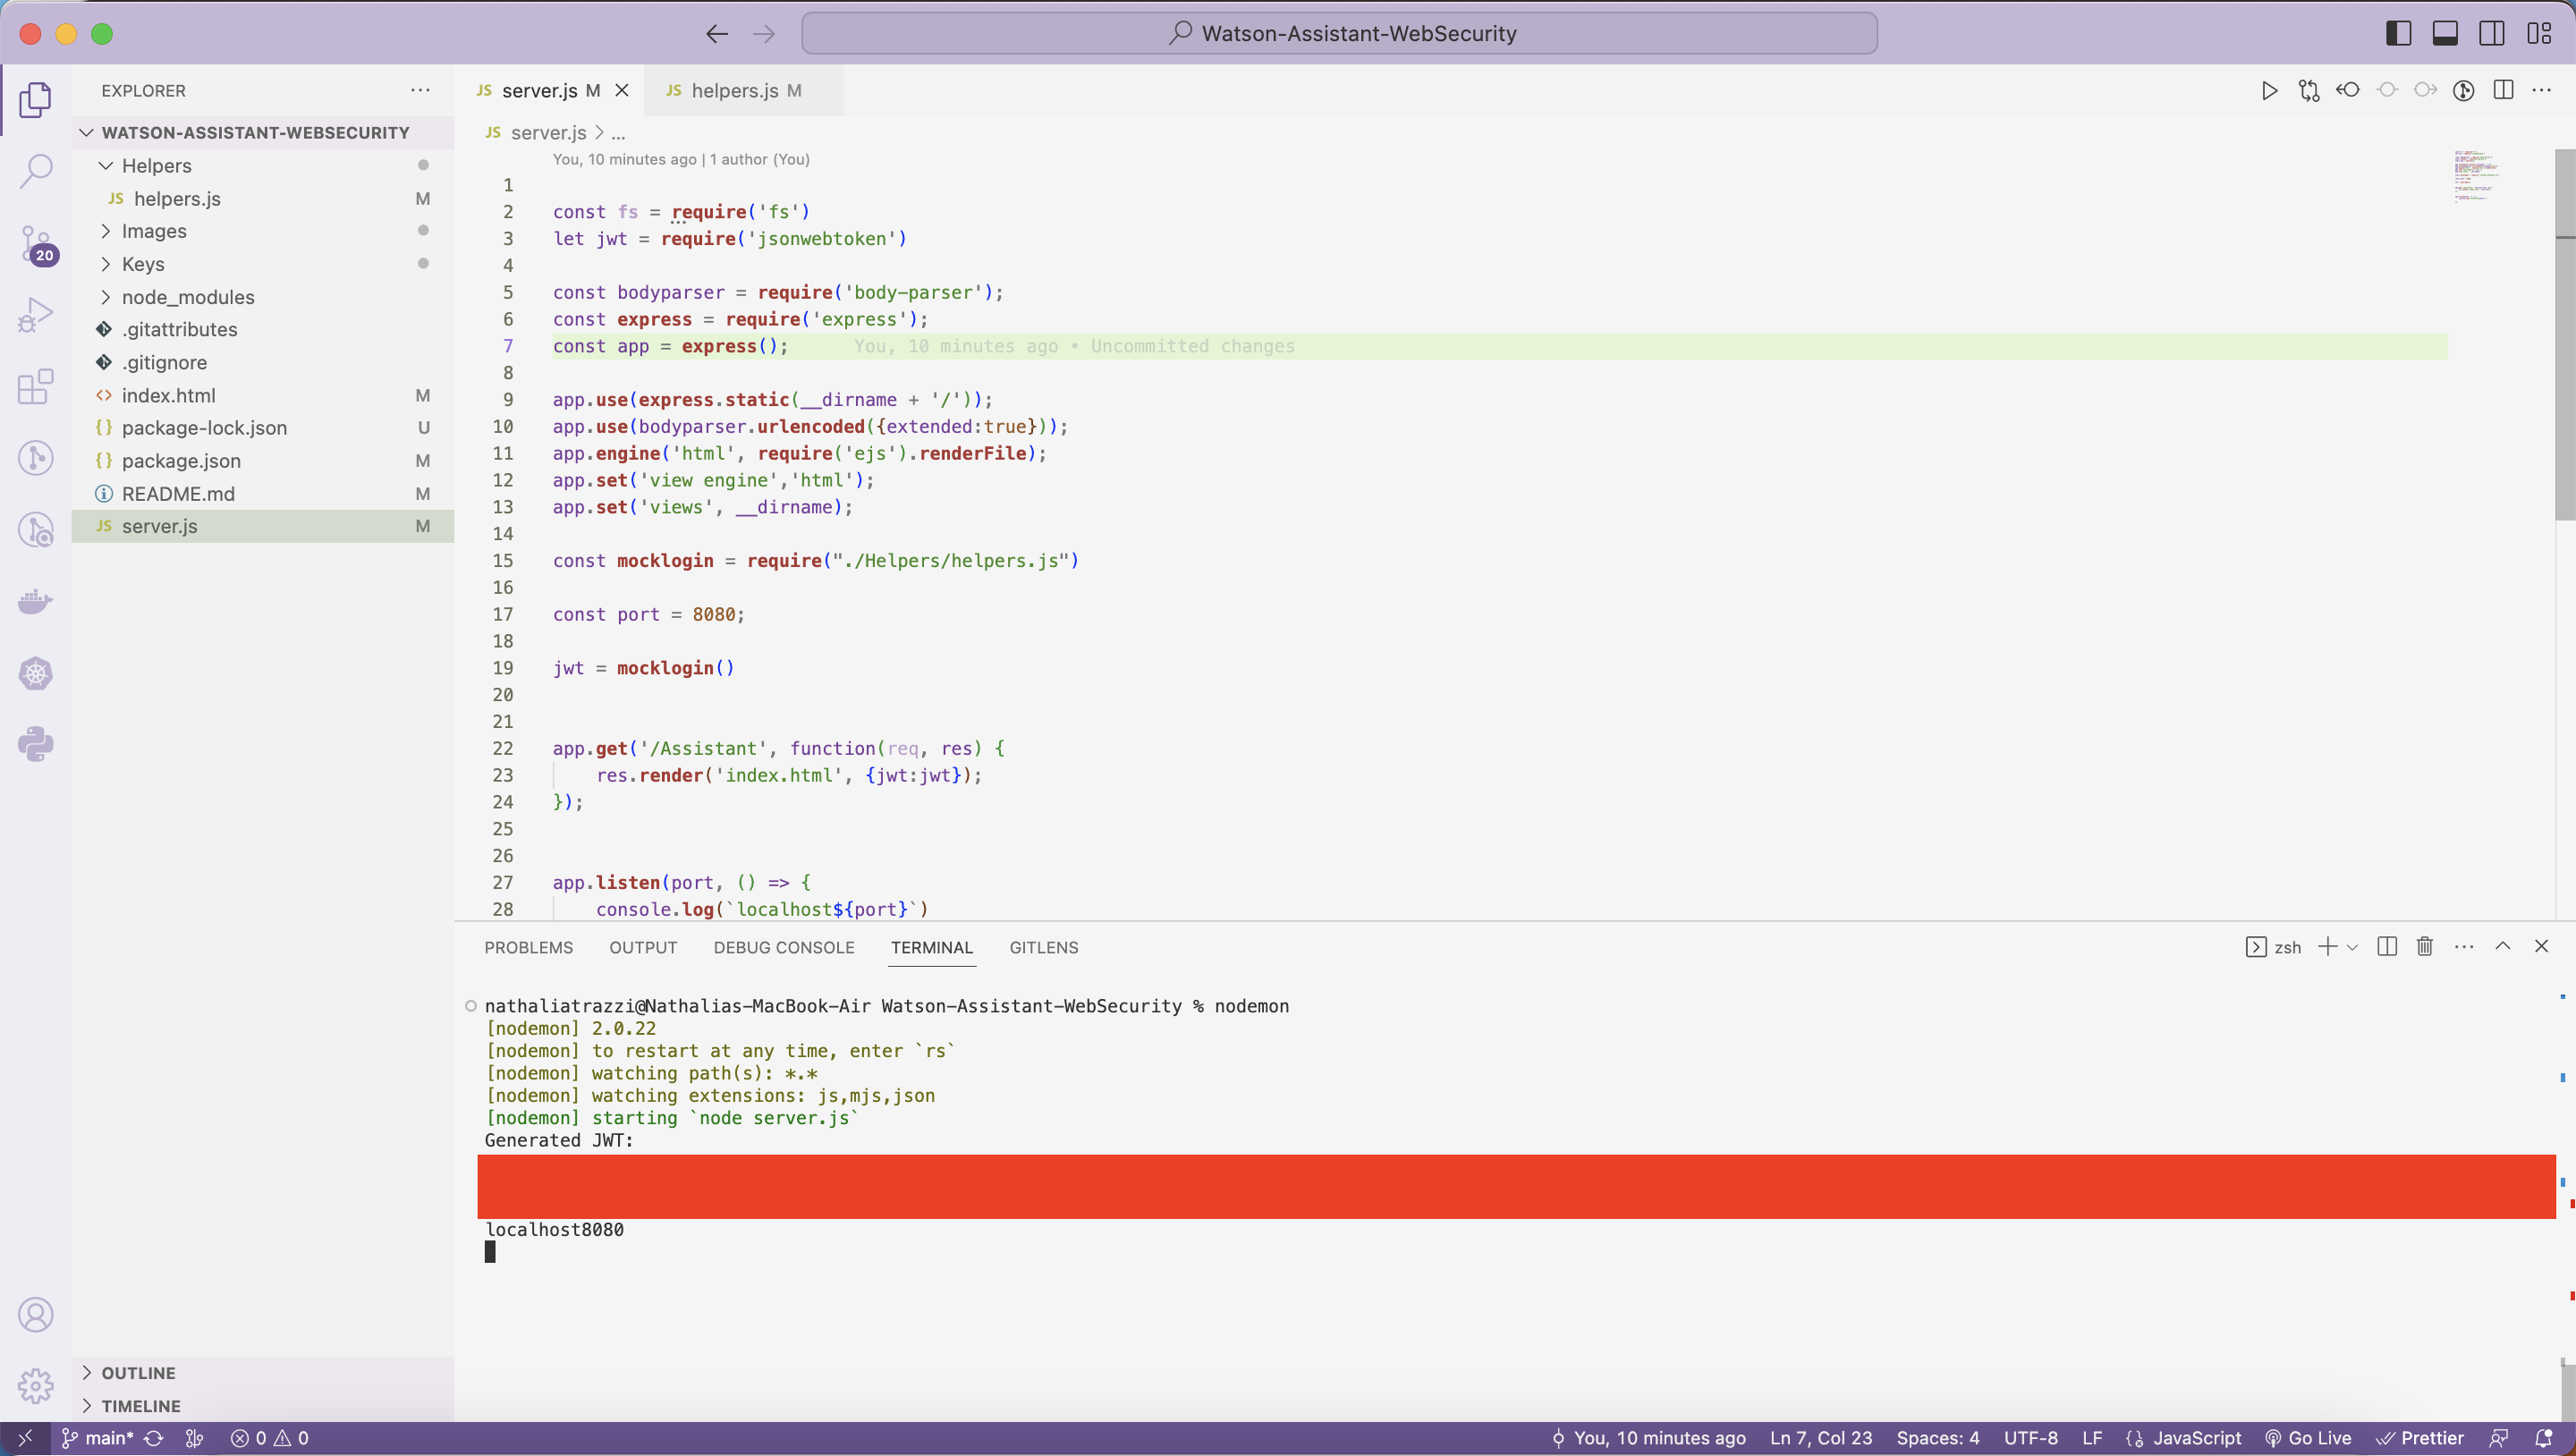 Watson-Assistant-WebSecurity
EXPLORER
WATSON-ASSISTANT-WEBSECURITY
Helpers
JS helpers.js M
Images
Keys
node_modules
.gitattributes
.gitignore
index.html M
package-lock.json U
package.json M
README.md M
JS server.js M
20
OUTLINE
TIMELINE
JS server.js M
JS helpers.js M
JS server.js > ...
You, 10 minutes ago | 1 author (You)
1
2 const fs = require('fs')
3 let jwt = require('jsonwebtoken')
4
5 const bodyparser = require('body-parser');
6 const express = require('express');
7 const app = express(); You, 10 minutes ago • Uncommitted changes
8
9 app.use(express.static(__dirname + '/'));
10 app.use(bodyparser.urlencoded({extended:true}));
11 app.engine('html', require('ejs').renderFile);
12 app.set('view engine','html');
13 app.set('views', __dirname);
14
15 const mocklogin = require("./Helpers/helpers.js")
16
17 const port = 8080;
18
19 jwt = mocklogin()
20
21
22 app.get('/Assistant', function(req, res) {
23 res.render('index.html', {jwt:jwt});
24 });
25
26
27 app.listen(port, () => {
28 console.log(`localhost${port}`)
PROBLEMS OUTPUT DEBUG CONSOLE TERMINAL GITLENS
zsh
nathaliatrazzi@Nathalias-MacBook-Air Watson-Assistant-WebSecurity % nodemon
[nodemon] 2.0.22
[nodemon] to restart at any time, enter `rs`
[nodemon] watching path(s): *.*
[nodemon] watching extensions: js,mjs,json
[nodemon] starting `node server.js`
Generated JWT:
localhost8080
main* 0 0 You, 10 minutes ago Ln 7, Col 23 Spaces: 4 UTF-8 LF JavaScript Go Live Prettier